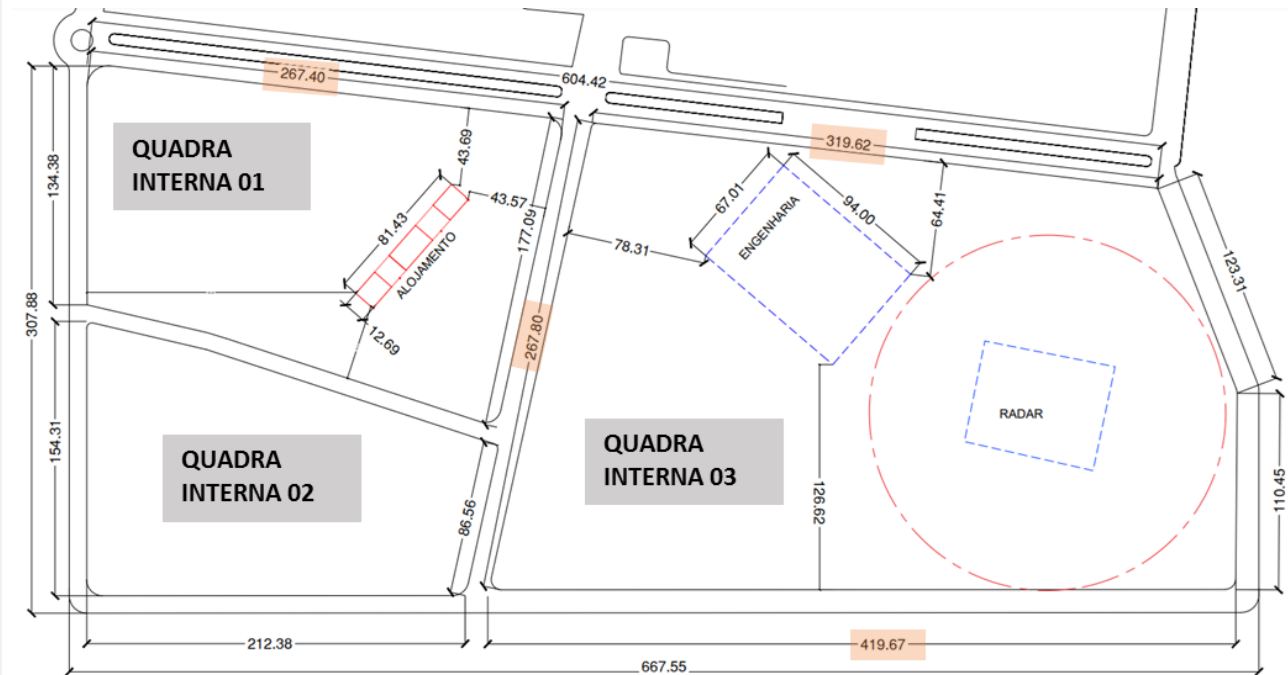 267.40
604.42
319.62
QUADRA
INTERNA 01
134.38
43.69
43.57
81.43
ALOJAMENTO
177.09
67.01
ENGENHARIA
94.00
64.41
78.31
123.31
307.88
12.69
267.80
RADAR
QUADRA
INTERNA 02
154.31
86.56
QUADRA
INTERNA 03
126.62
110.45
212.38
419.67
667.55